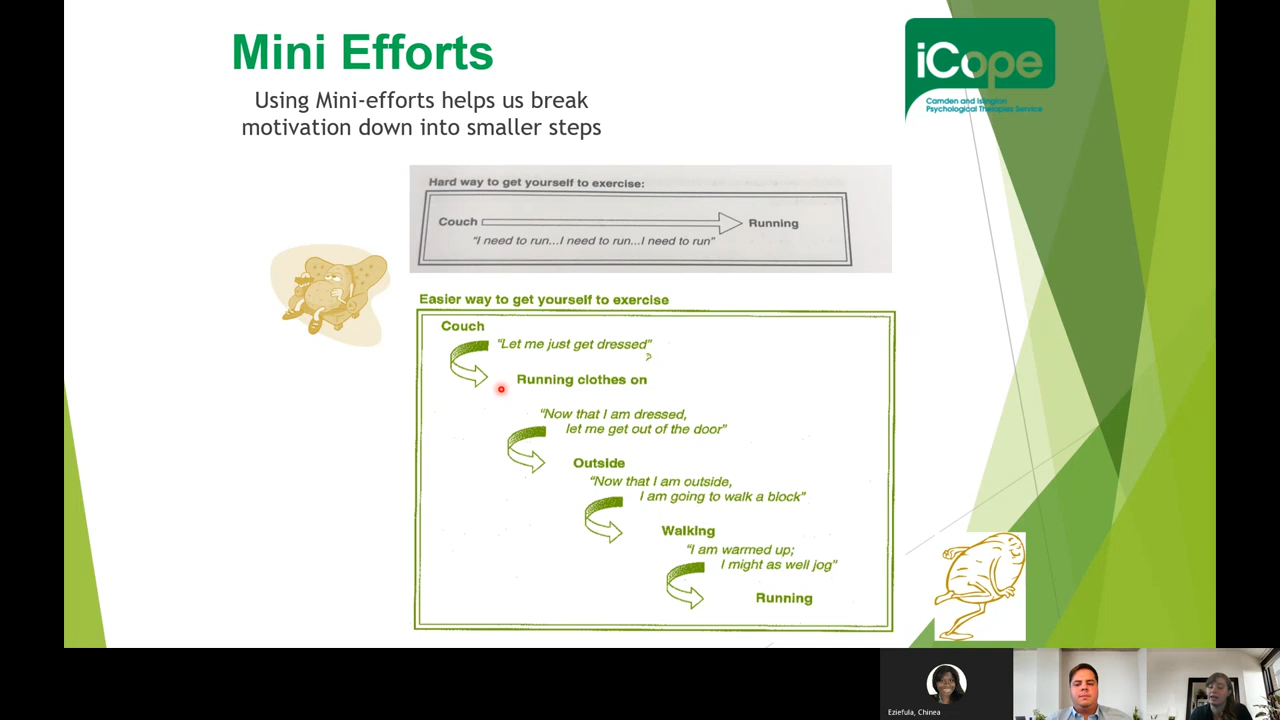 Mini Efforts
Using Mini-efforts helps us break
motivation down into smaller steps
iCope
Camden and Islington
Psychological Therapies Service
Hard way to get yourself to exercise:
Couch
Running
"I need to run...I need to run...I need to run"
Easier way to get yourself to exercise
Couch
"Let me just get dressed"
Running clothes on
"Now that I am dressed,
let me get out of the door"
Outside
"Now that I am outside,
I am going to walk a block"
Walking
"I am warmed up;
I might as well jog"
Running
Eziefula, Chinea